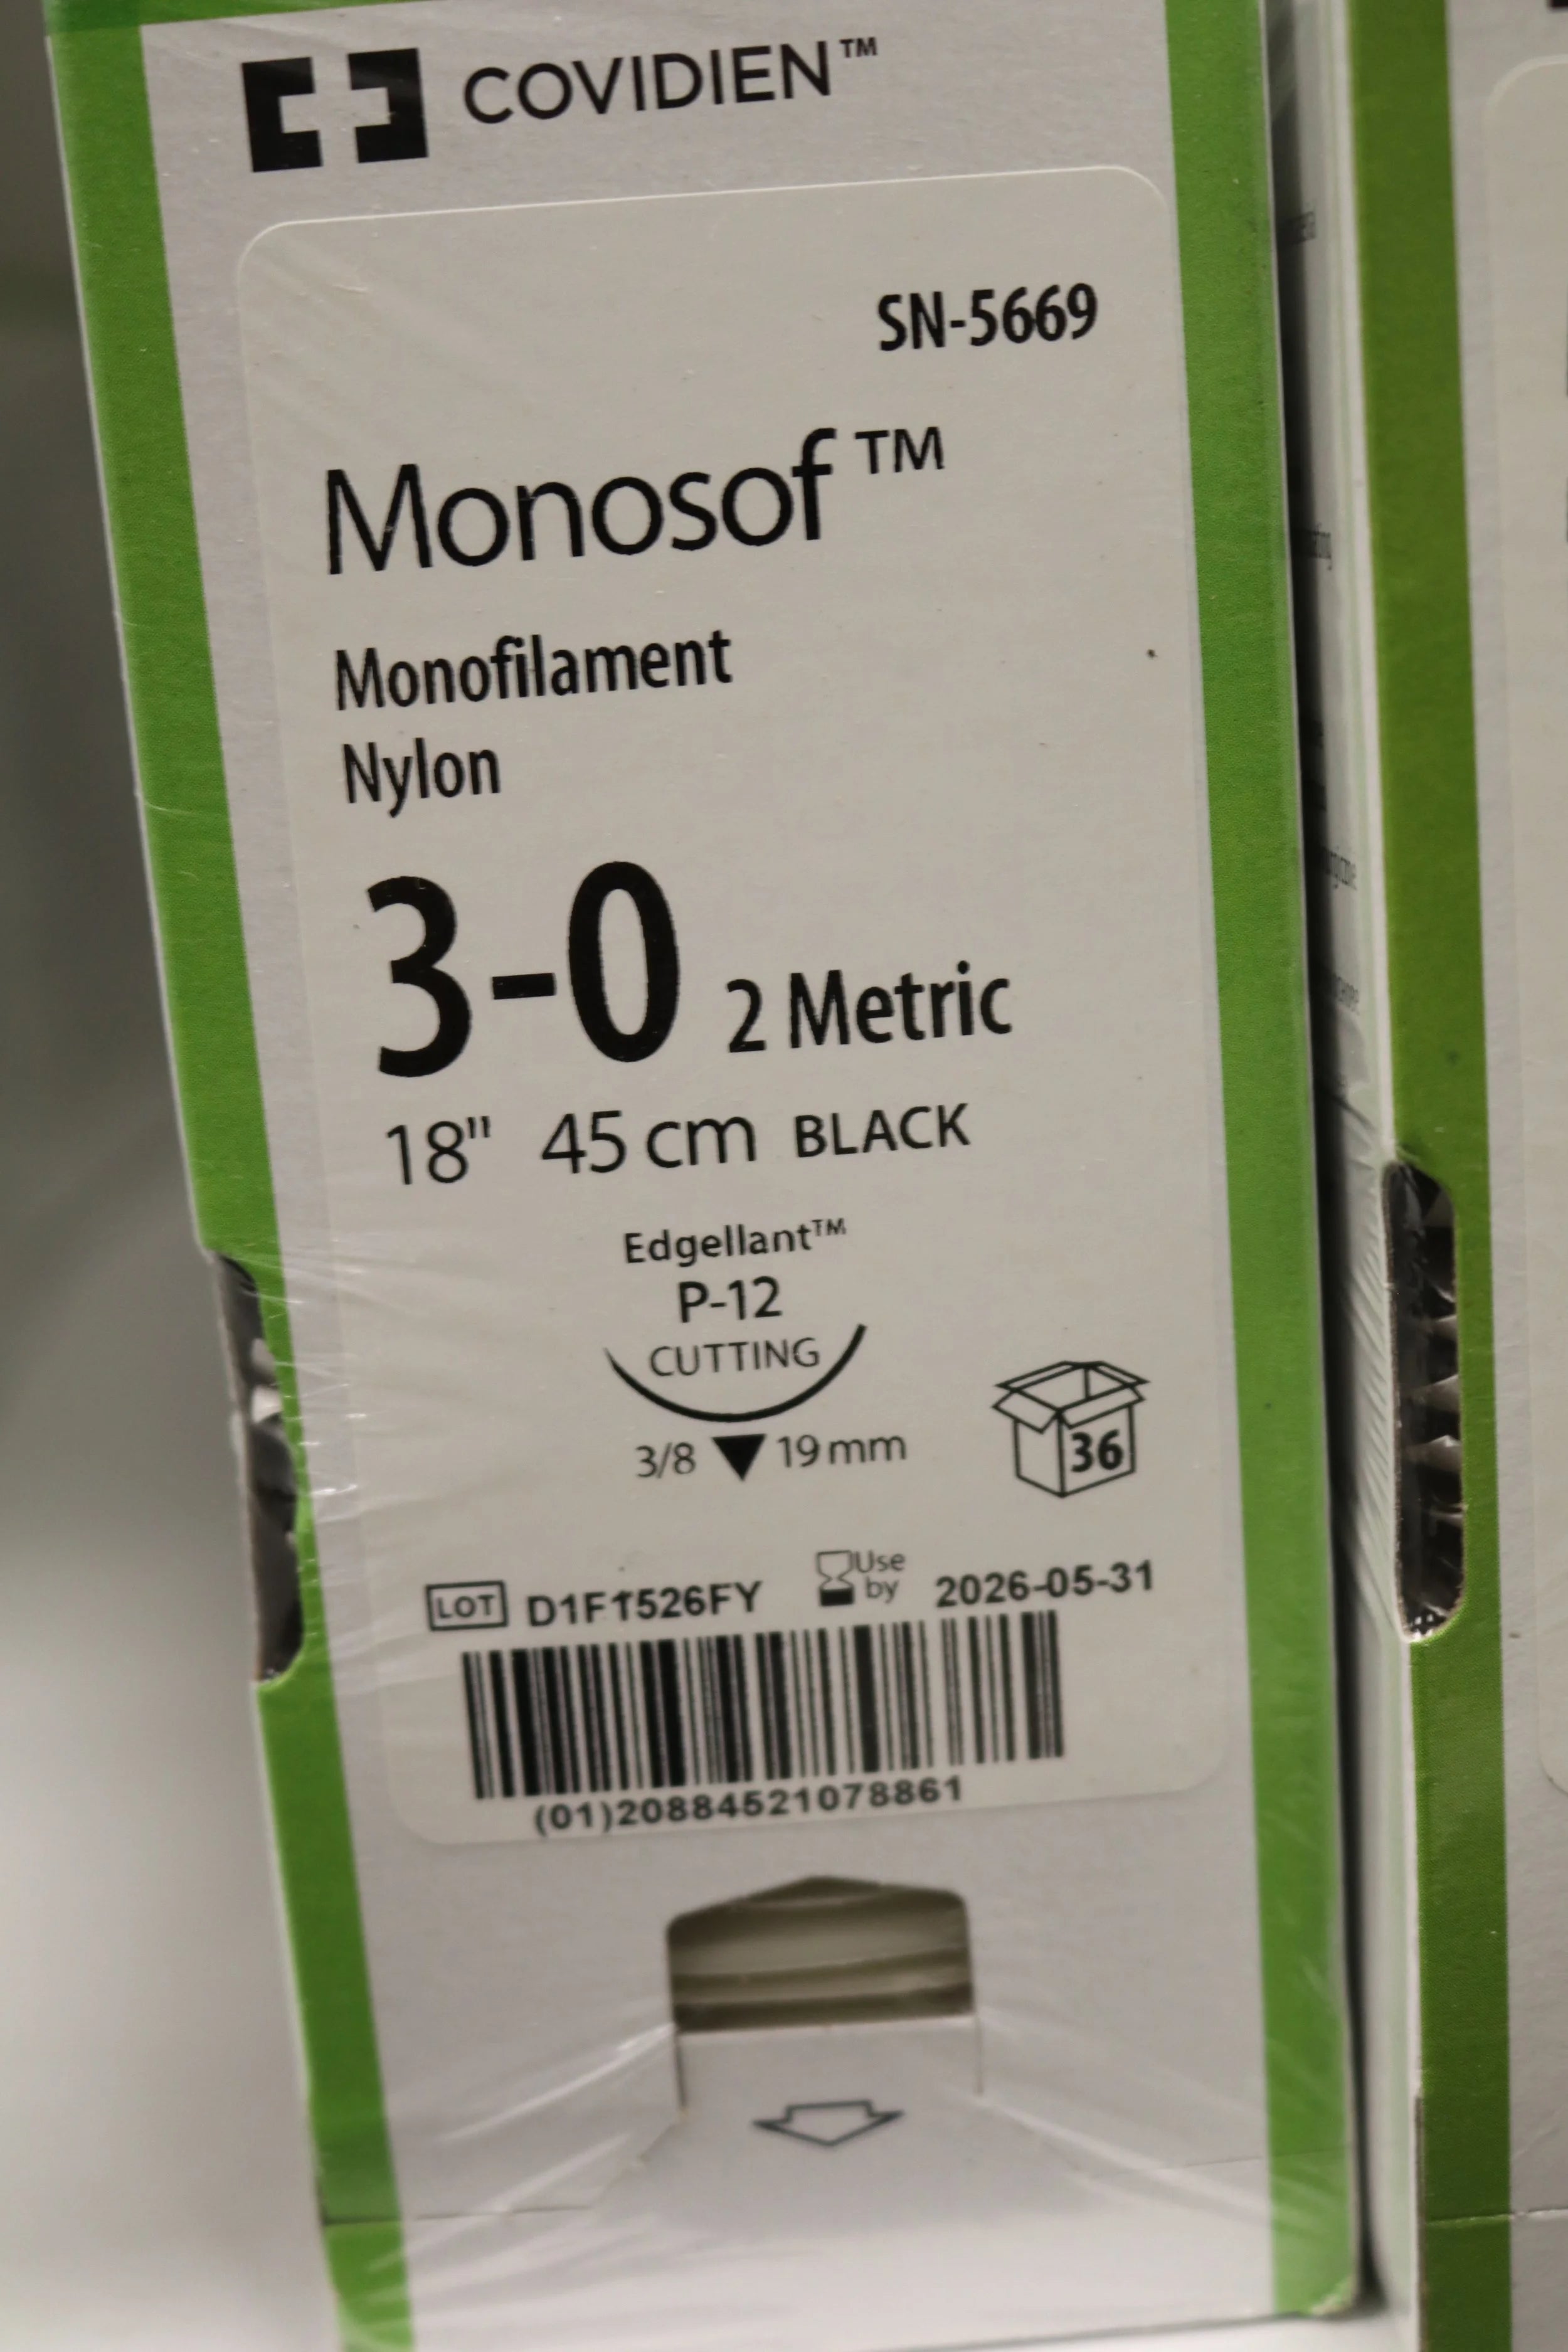 COVIDIEN™
SN-5669
Monosof™
Monofilament
Nylon
3-0 2 Metric
18" 45 cm BLACK
Edgellant™
P-12
CUTTING
3/8 19 mm
36
LOT D1F1526FY Use by 2026-05-31
(01)20884521078861